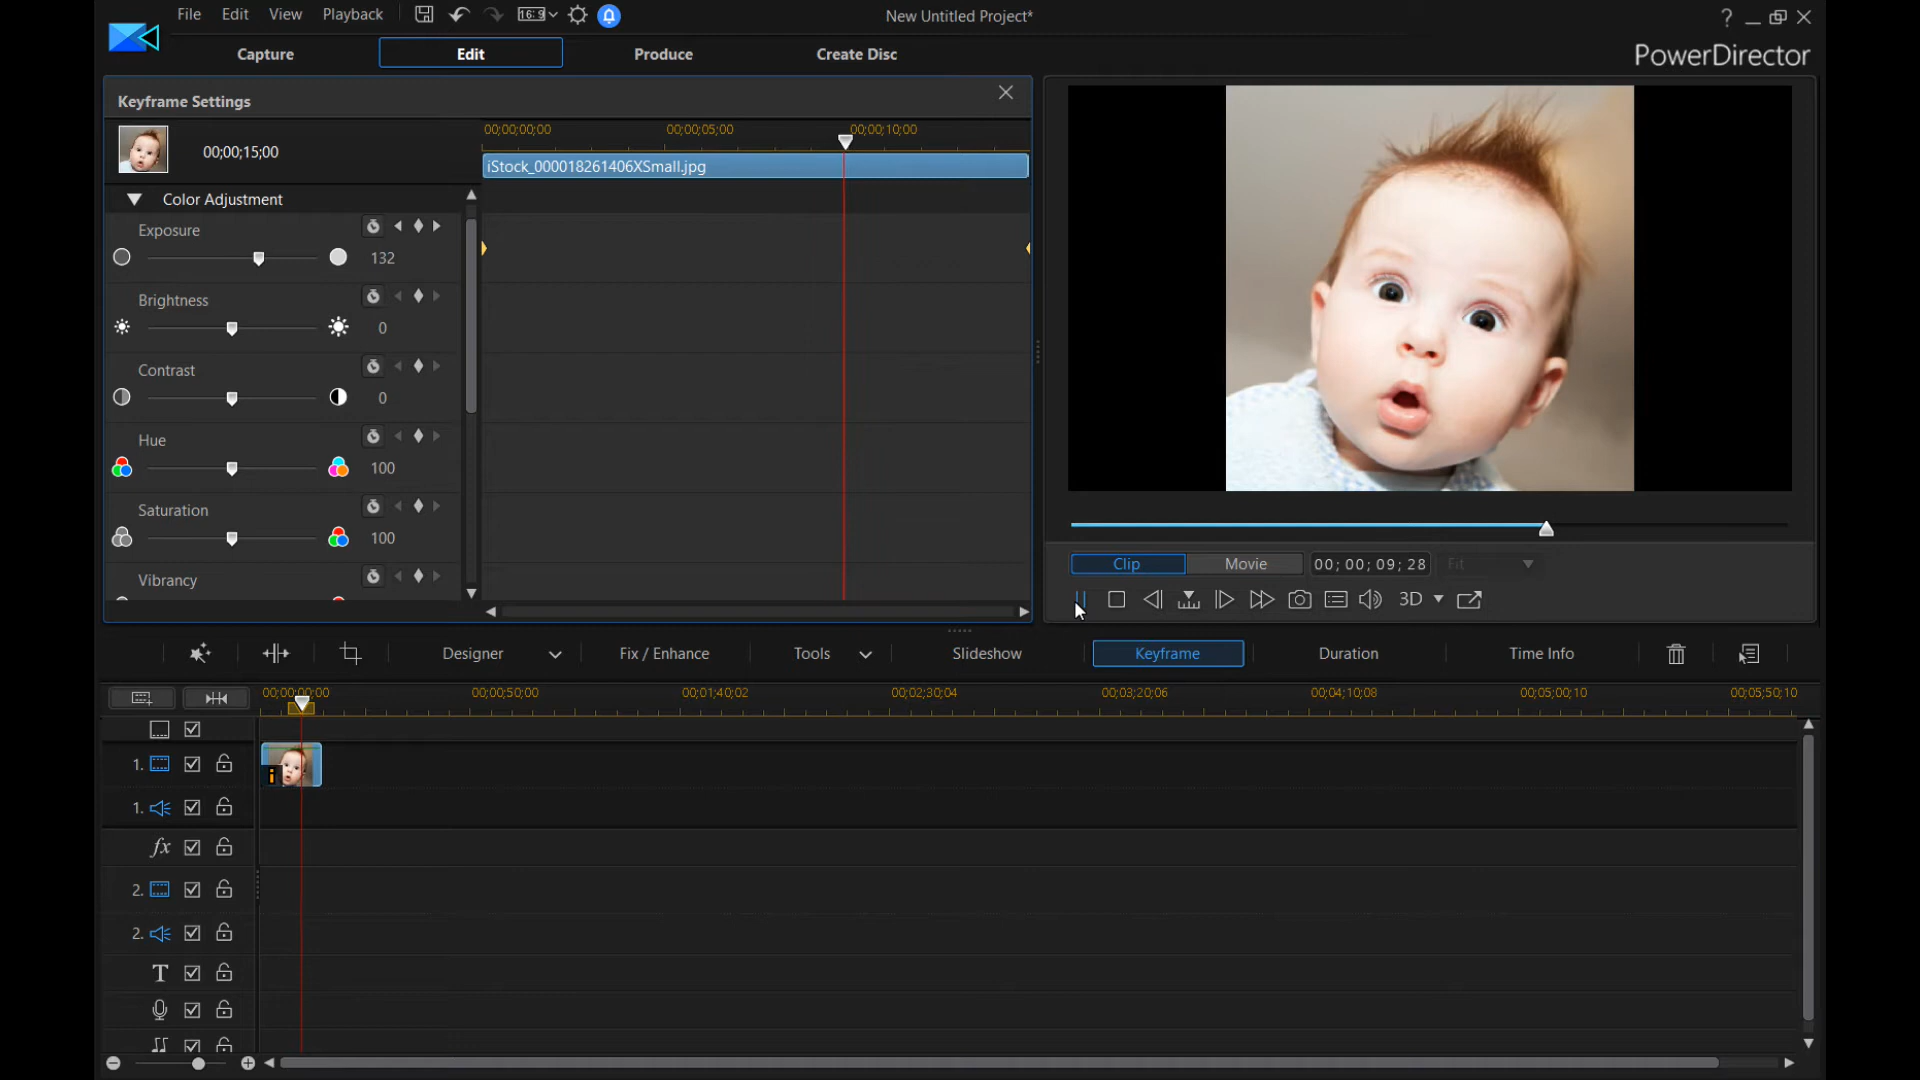 File Edit View Playback 16:9 New Untitled Project* ?
Capture Edit Produce Create Disc PowerDirector
Keyframe Settings
00;00;15;00
00;00;00;00 00;00;05;00 00;00;10;00
iStock_000018261406XSmall.jpg
Color Adjustment
Exposure
132
Brightness
0
Contrast
0
Hue
100
Saturation
100
Vibrancy
Clip Movie 00; 00; 09; 28 Fit
3D
Designer Fix / Enhance Tools Slideshow Keyframe Duration Time Info
00;00;00;00 00;00;50;00 00;01;40;02 00;02;30;04 00;03;20;06 00;04;10;08 00;05;00;10 00;05;50;10
1.
i
1.
fx
2.
2.
T